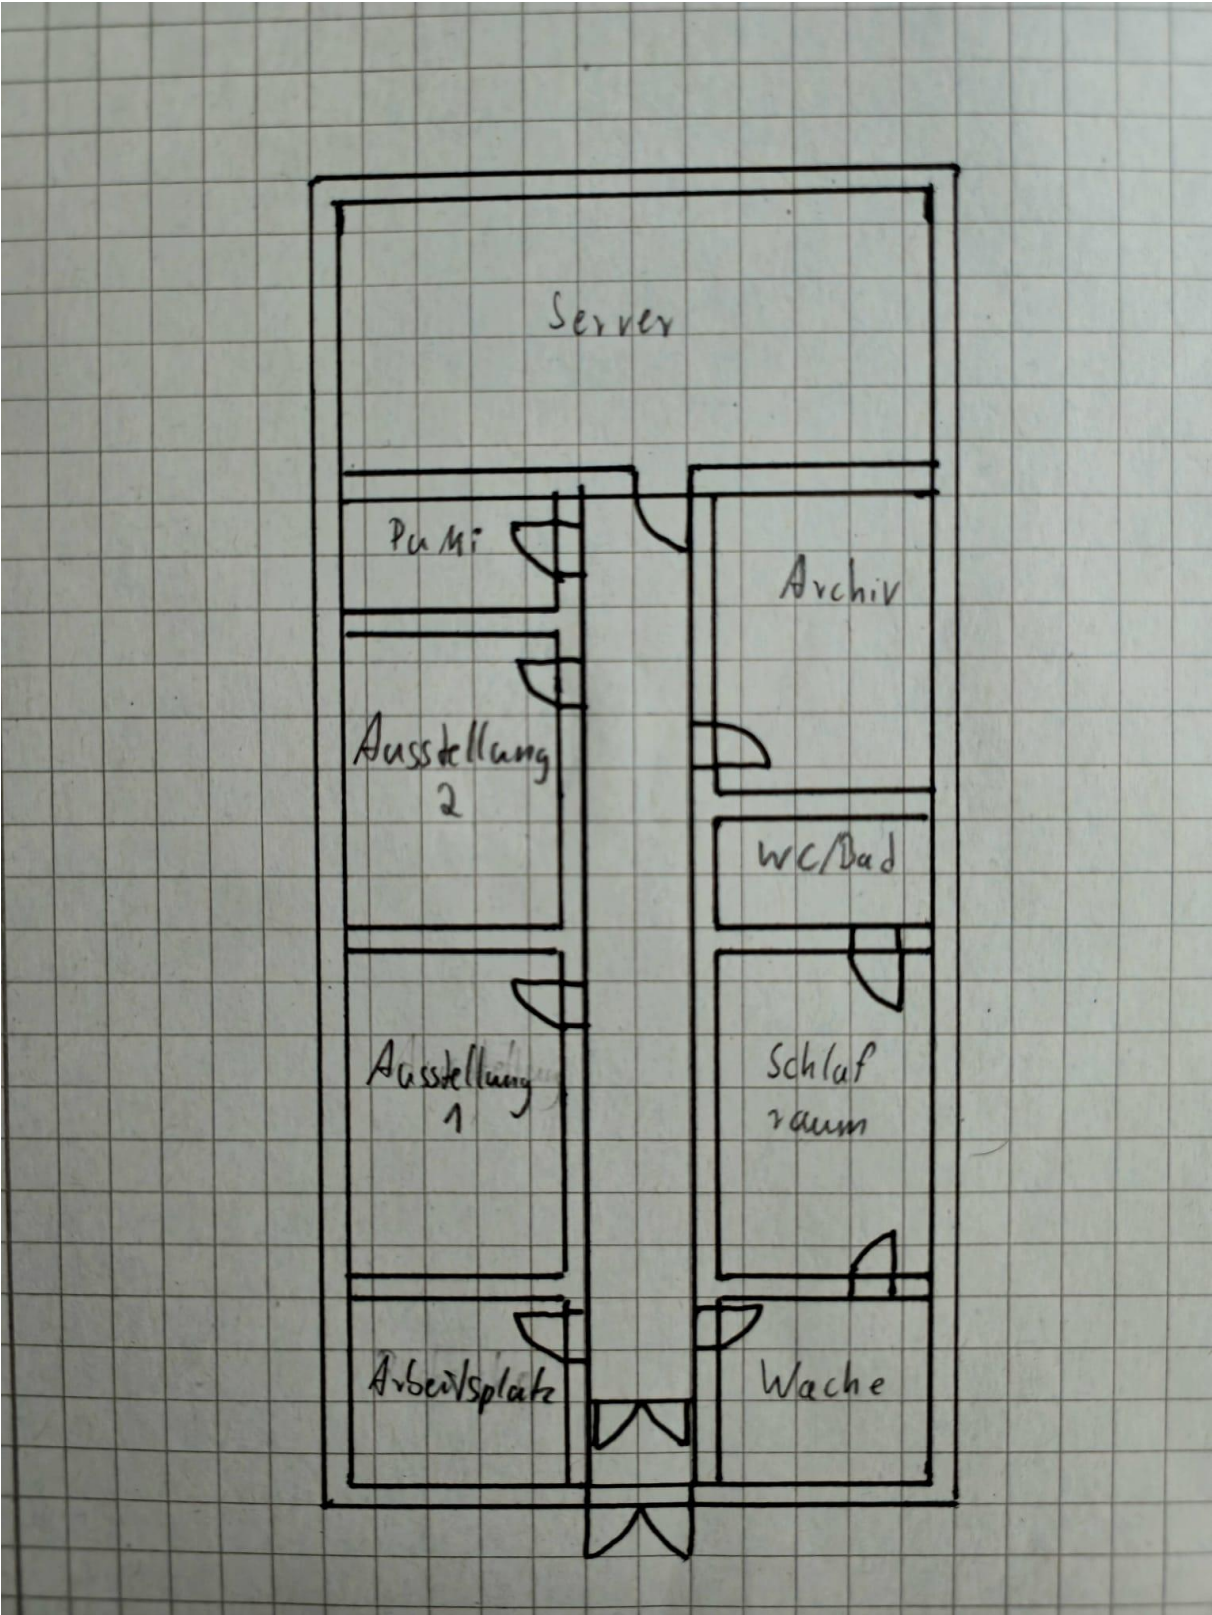 Server
PuMi
Archiv
Ausstellung
2
WC/Bad
Ausstellung
1
Schlaf
raum
Arbeitsplatz
Wache